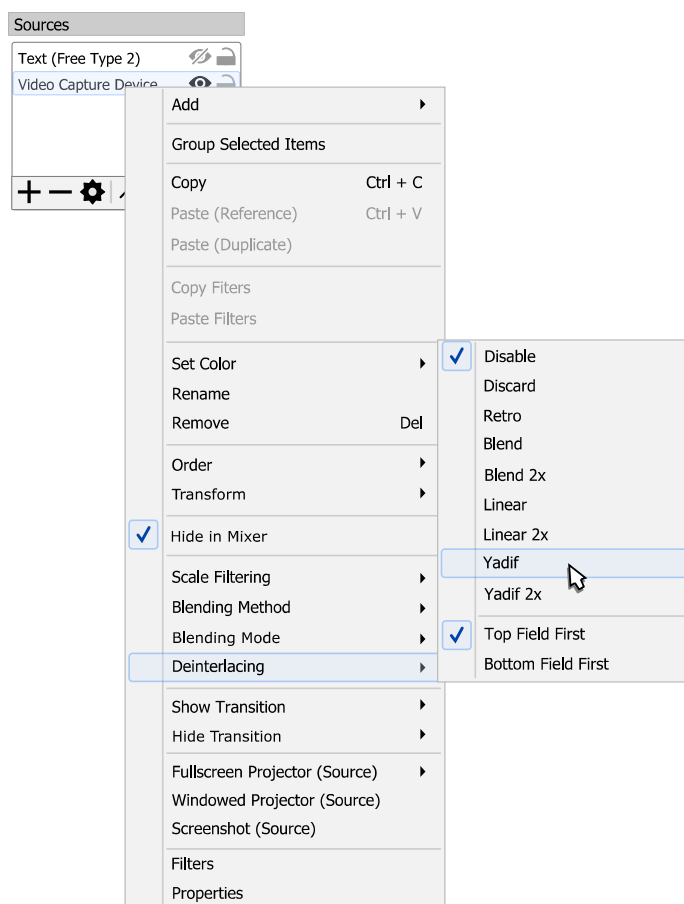 Sources
Text (Free Type 2)
Video Capture Device
Add
Group Selected Items
Copy Ctrl + C
Paste (Reference) Ctrl + V
Paste (Duplicate)
Copy Fiters
Paste Filters
Set Color
Rename
Remove Del
Order
Transform
Hide in Mixer
Scale Filtering
Blending Method
Blending Mode
Deinterlacing
Show Transition
Hide Transition
Fullscreen Projector (Source)
Windowed Projector (Source)
Screenshot (Source)
Filters
Properties
Disable
Discard
Retro
Blend
Blend 2x
Linear
Linear 2x
Yadif
Yadif 2x
Top Field First
Bottom Field First